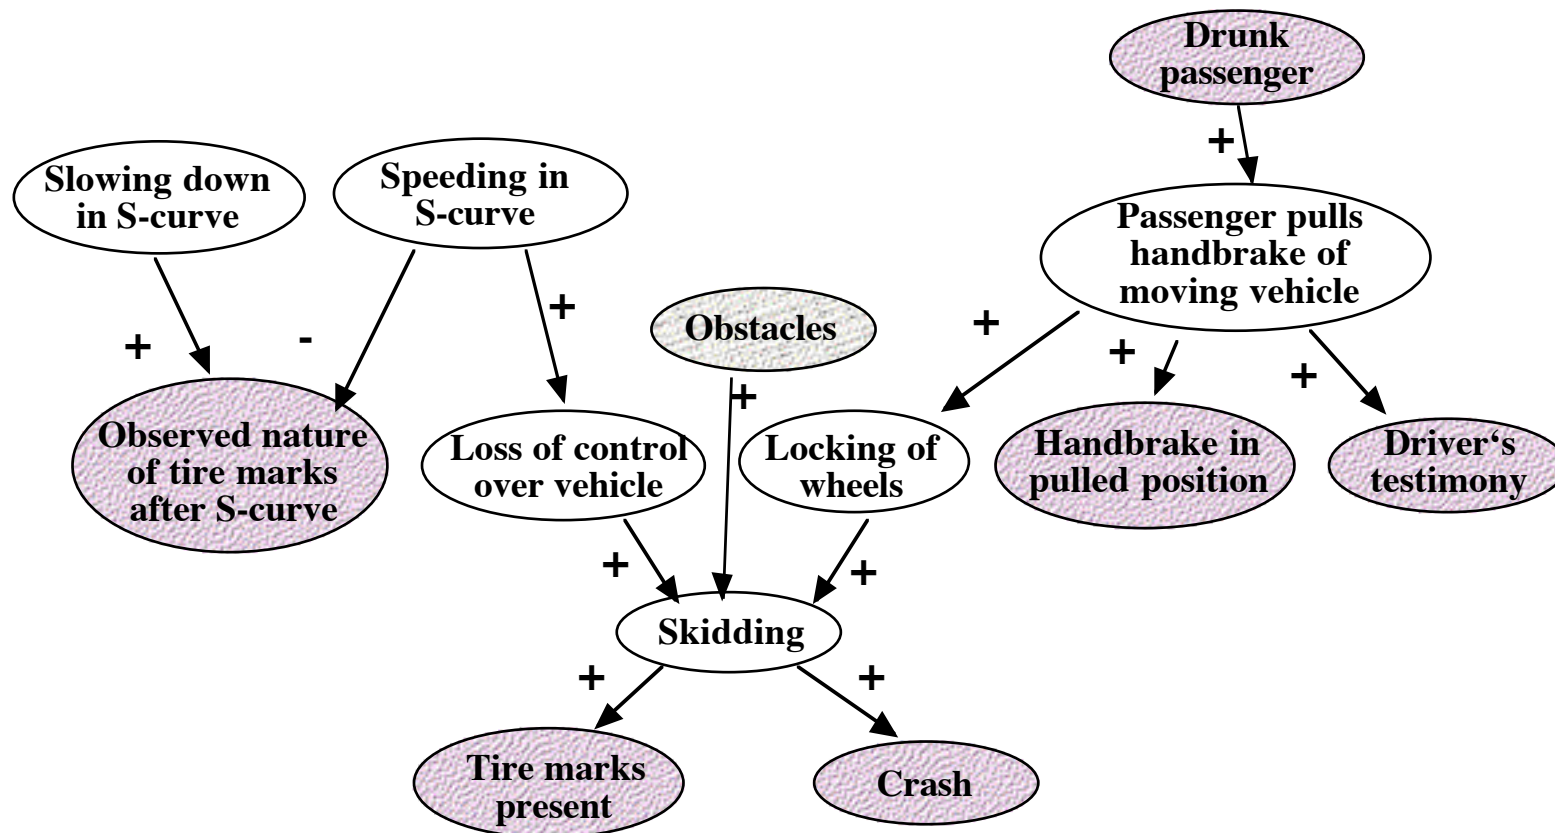 Drunk
passenger
+
Slowing down
in S-curve
Speeding in
S-curve
Passenger pulls
handbrake of
moving vehicle
+
-
+
Obstacles
+
+
+
+
Observed nature
of tire marks
after S-curve
Loss of control
over vehicle
Locking of
wheels
Handbrake in
pulled position
Driver‘s
testimony
+
+
Skidding
+
+
Tire marks
present
Crash